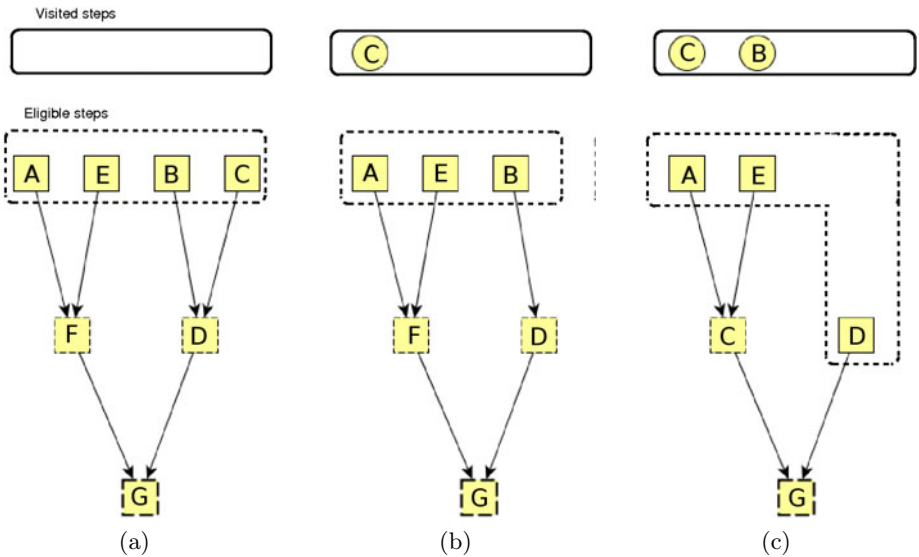 Visited steps
C
C B
Eligible steps
A E B C
A E B
A E
F D
F D
C D
G
G
G
(a) (b) (c)